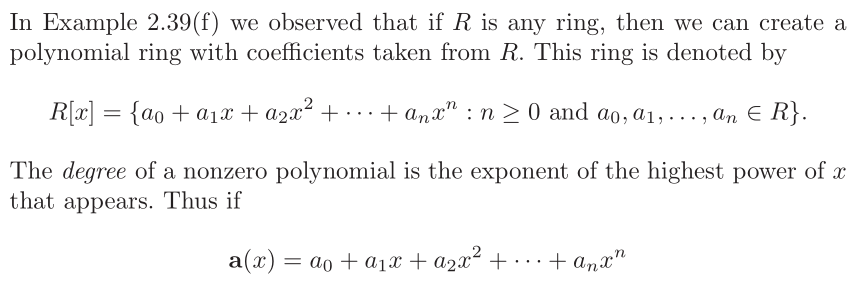 In Example 2.39(f) we observed that if R is any ring, then we can create a
polynomial ring with coefficients taken from R. This ring is denoted by
R[x] = {a₀ + a₁x + a₂x² + ··· + aₙxⁿ : n ≥ 0 and a₀, a₁, . . . , aₙ ∈ R}.
The degree of a nonzero polynomial is the exponent of the highest power of x
that appears. Thus if
a(x) = a₀ + a₁x + a₂x² + ··· + aₙxⁿ